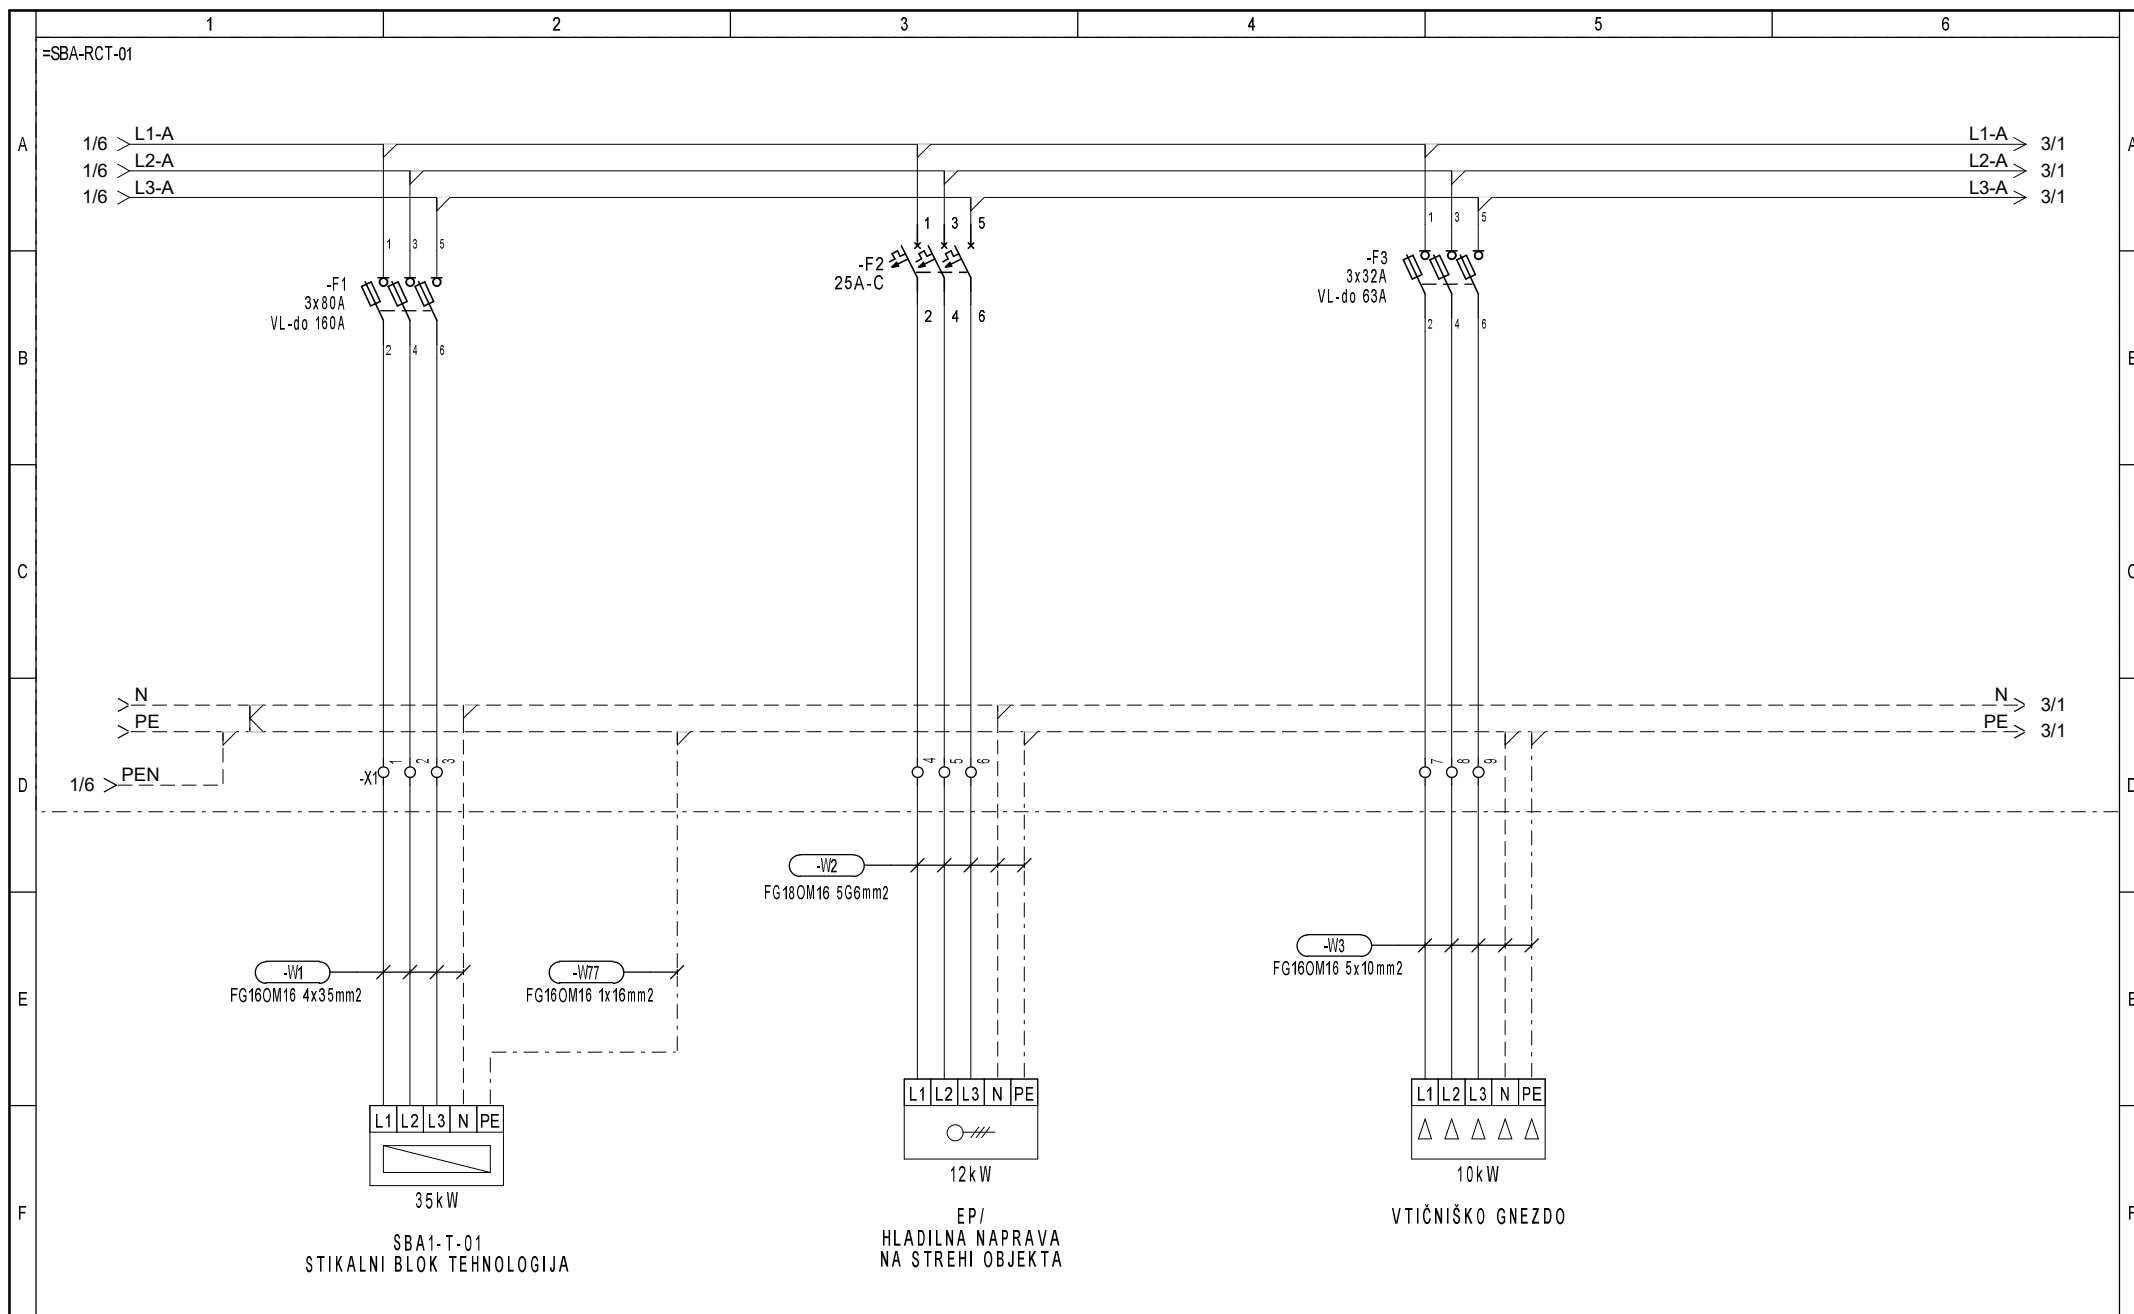 1 2 3 4 5 6
=SBA-RCT-01
A A
1/6 L1-A L1-A 3/1
1/6 L2-A L2-A 3/1
1/6 L3-A L3-A 3/1
1 3 5
1 3 5
1 3 5
-F1
3x80A
VL-do 160A
-F2
25A-C
-F3
3x32A
VL-do 63A
2 4 6
2 4 6
2 4 6
B B
C C
N N 3/1
PE PE 3/1
1/6 PEN
-X1 1 2 3 4 5 6 7 8 9
D D
-W2
FG18OM16 5G6mm2
-W3
FG16OM16 5x10mm2
-W1
FG16OM16 4x35mm2
-W77
FG16OM16 1x16mm2
E E
L1 L2 L3 N PE
L1 L2 L3 N PE
L1 L2 L3 N PE
35kW
12kW
10kW
F F
SBA1-T-01
STIKALNI BLOK TEHNOLOGIJA
EP/
HLADILNA NAPRAVA
NA STREHI OBJEKTA
VTIČNIŠKO GNEZDO